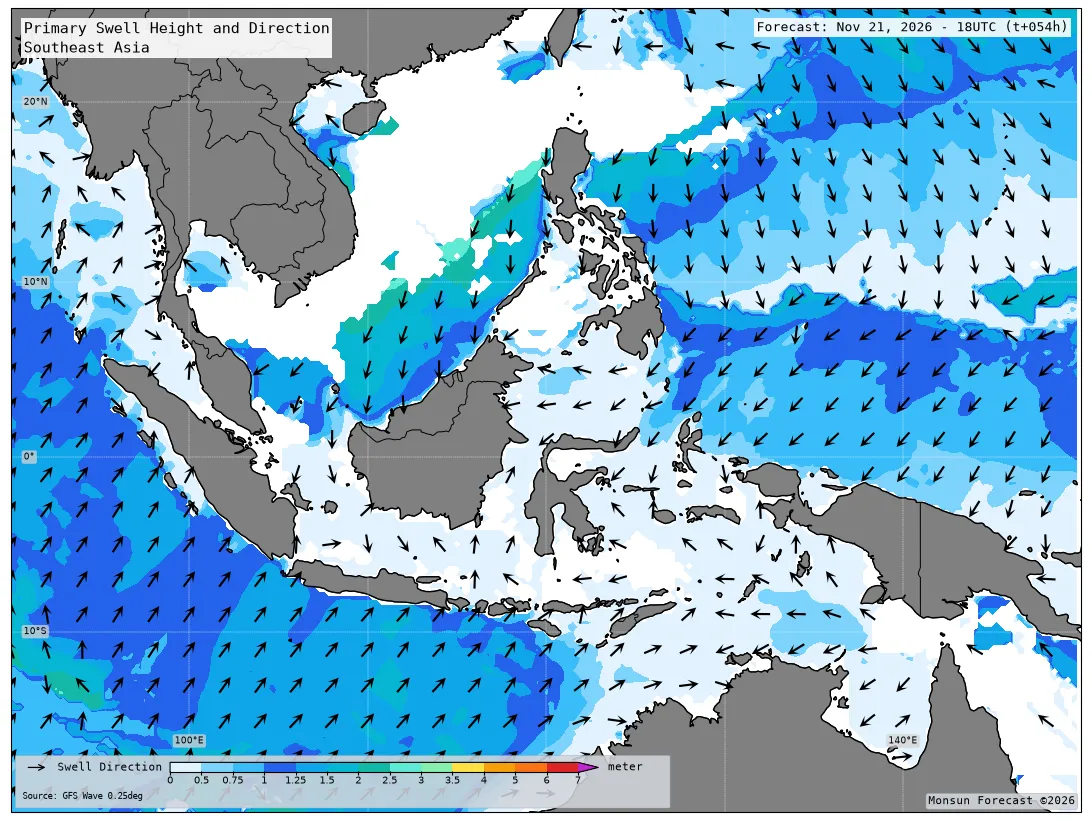 Primary Swell Height and Direction
Southeast Asia
Forecast: Nov 21, 2026 - 18UTC (t+054h)
20°N
10°N
0°
10°S
100°E
140°E
Swell Direction
meter
0 0.5 0.75 1 1.25 1.5 2 2.5 3 3.5 4 5 6 7
Source: GFS Wave 0.25deg
Monsun Forecast ©2026